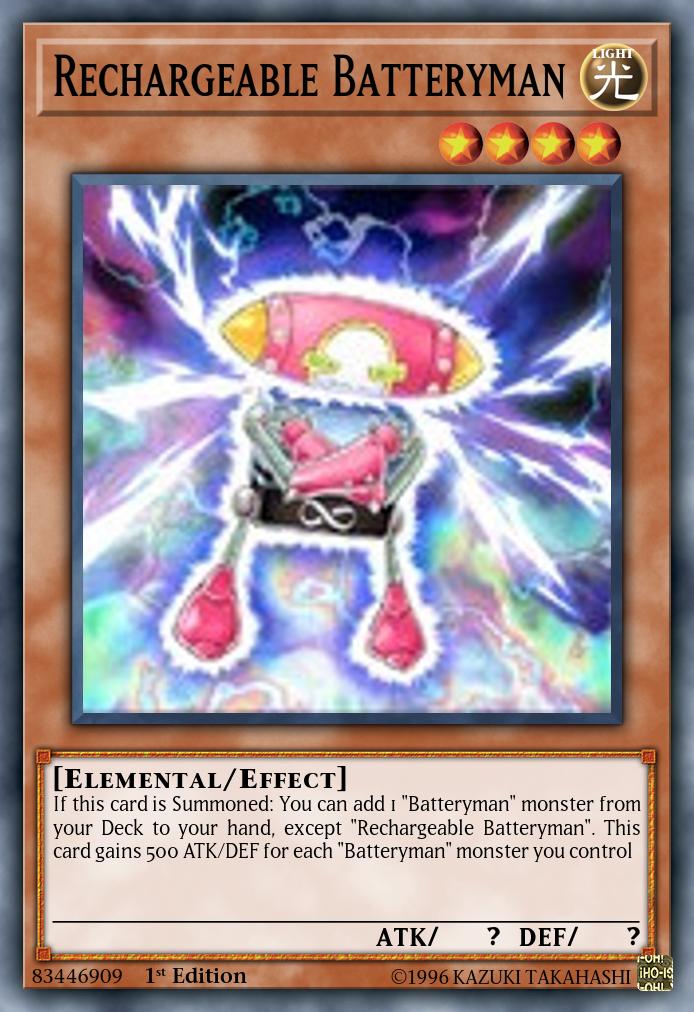 RECHARGEABLE BATTERYMAN
LIGHT
光
[ELEMENTAL/EFFECT]
If this card is Summoned: You can add 1 "Batteryman" monster from
your Deck to your hand, except "Rechargeable Batteryman". This
card gains 500 ATK/DEF for each "Batteryman" monster you control
ATK/ ? DEF/ ?
83446909 1st Edition ©1996 KAZUKI TAKAHASHI